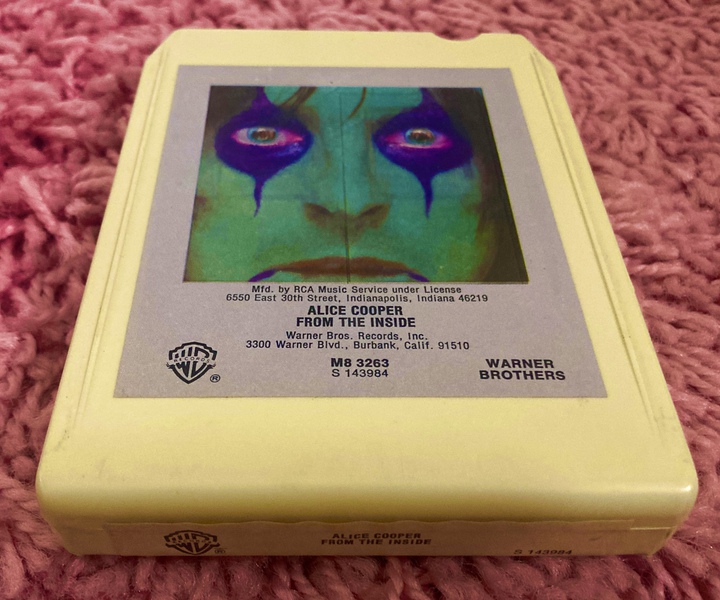 Mfd. by RCA Music Service under License
6550 East 30th Street, Indianapolis, Indiana 46219
ALICE COOPER
FROM THE INSIDE
Warner Bros. Records, Inc.
3300 Warner Blvd., Burbank, Calif. 91510
W RECORDS ®
M8 3263
S 143984
WARNER
BROTHERS
ALICE COOPER
FROM THE INSIDE
®
S 143984